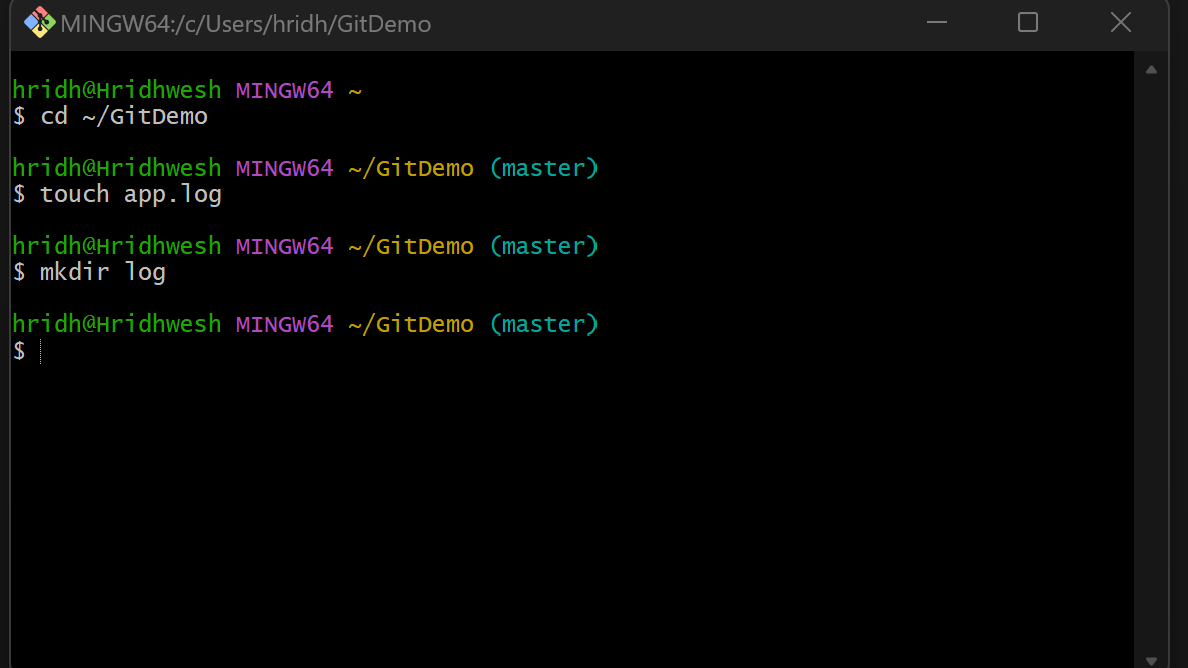 MINGW64:/c/Users/hridh/GitDemo
hridh@Hridhwesh MINGW64 ~
$ cd ~/GitDemo
hridh@Hridhwesh MINGW64 ~/GitDemo (master)
$ touch app.log
hridh@Hridhwesh MINGW64 ~/GitDemo (master)
$ mkdir log
hridh@Hridhwesh MINGW64 ~/GitDemo (master)
$